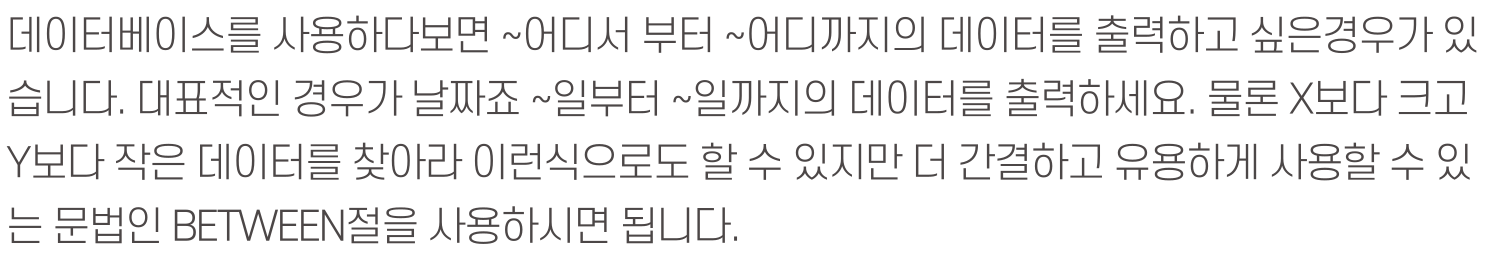 데이터베이스를 사용하다보면 ~어디서 부터 ~어디까지의 데이터를 출력하고 싶은경우가 있
습니다. 대표적인 경우가 날짜죠 ~일부터 ~일까지의 데이터를 출력하세요. 물론 X보다 크고
Y보다 작은 데이터를 찾아라 이런식으로도 할 수 있지만 더 간결하고 유용하게 사용할 수 있
는 문법인 BETWEEN절을 사용하시면 됩니다.